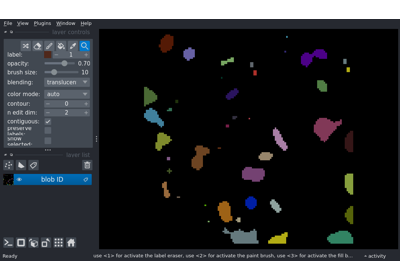 File View Plugins Window Help
layer controls
label: 1
opacity: 0.70
brush size: 10
blending: translucen
color mode: auto
contour: 0
n edit dim: 2
contiguous:
preserve
labels:
show
selected:
layer list
blob ID
Ready
use <1> for activate the label eraser, use <2> for activate the paint brush, use <3> for activate the fill b...
activity